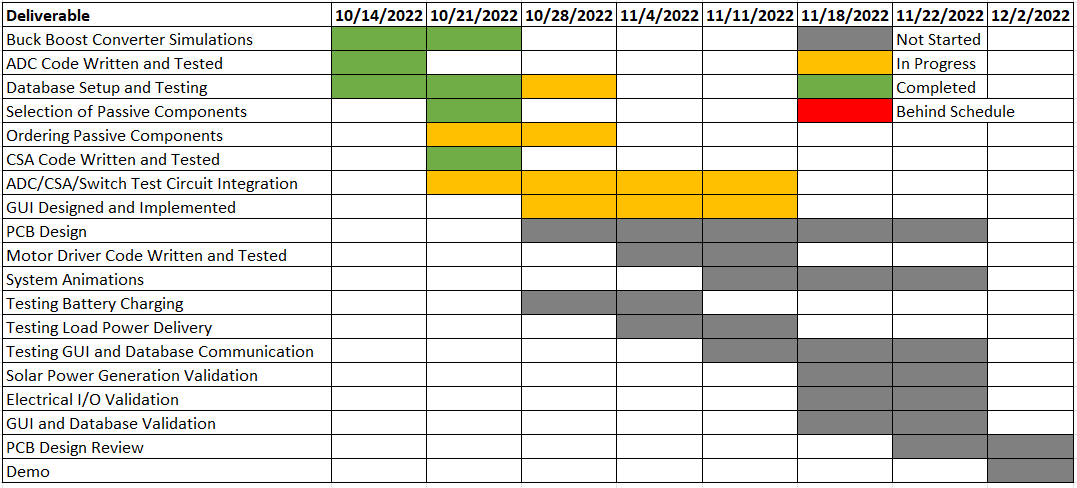 Deliverable 10/14/2022 10/21/2022 10/28/2022 11/4/2022 11/11/2022 11/18/2022 11/22/2022 12/2/2022
Buck Boost Converter Simulations Not Started
ADC Code Written and Tested In Progress
Database Setup and Testing Completed
Selection of Passive Components Behind Schedule
Ordering Passive Components
CSA Code Written and Tested
ADC/CSA/Switch Test Circuit Integration
GUI Designed and Implemented
PCB Design
Motor Driver Code Written and Tested
System Animations
Testing Battery Charging
Testing Load Power Delivery
Testing GUI and Database Communication
Solar Power Generation Validation
Electrical I/O Validation
GUI and Database Validation
PCB Design Review
Demo